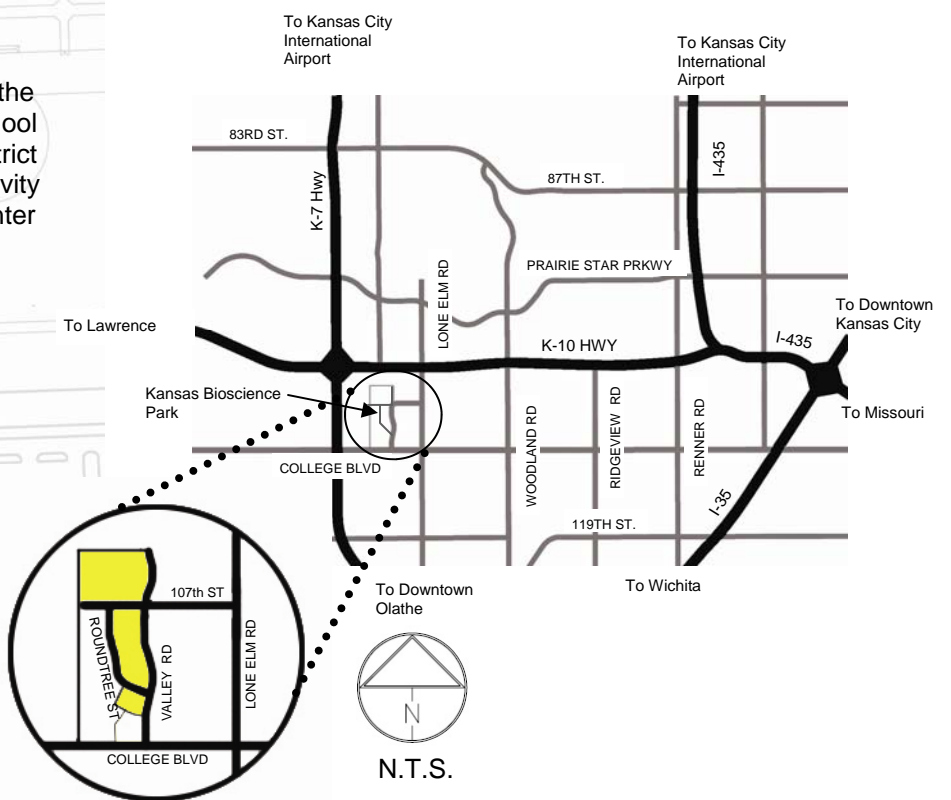 To Kansas City
International
Airport
To Kansas City
International
Airport
the
ool
trict
vity
nter
83RD ST.
87TH ST.
I-435
K-7 Hwy
LONE ELM RD
PRAIRIE STAR PRKWY
To Lawrence
To Downtown
Kansas City
K-10 HWY
I-435
Kansas Bioscience
Park
To Missouri
WOODLAND RD
RIDGEVIEW RD
RENNER RD
COLLEGE BLVD
I-35
119TH ST.
To Downtown
Olathe
To Wichita
107th ST
ROUNDTREE ST
VALLEY RD
LONE ELM RD
COLLEGE BLVD
N
N.T.S.